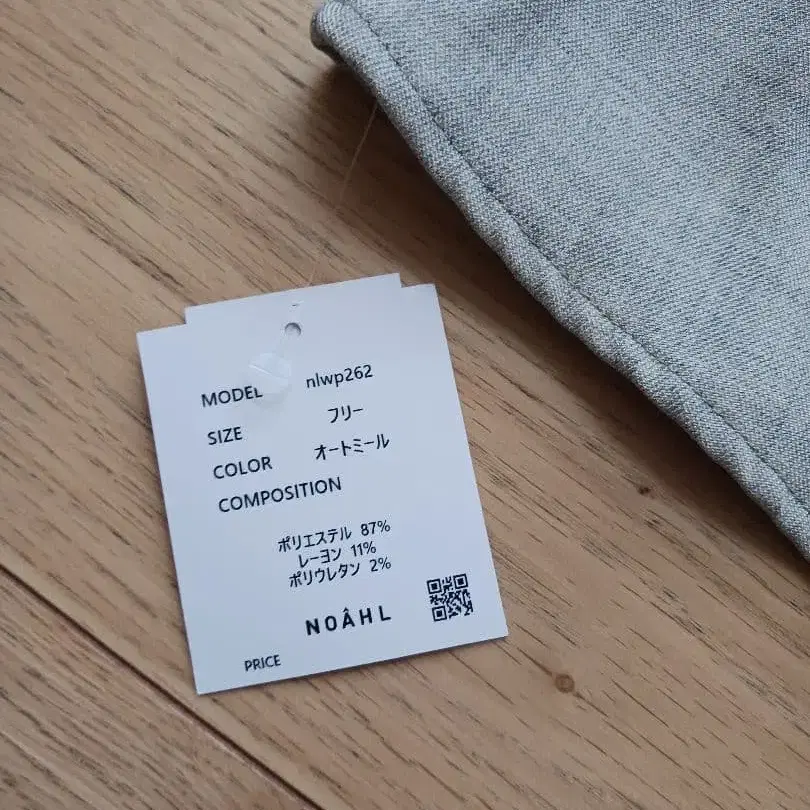 MODEL nlwp262
SIZE フリー
COLOR オートミール
COMPOSITION
ポリエステル 87%
レーヨン 11%
ポリウレタン 2%
NOÂHL
PRICE